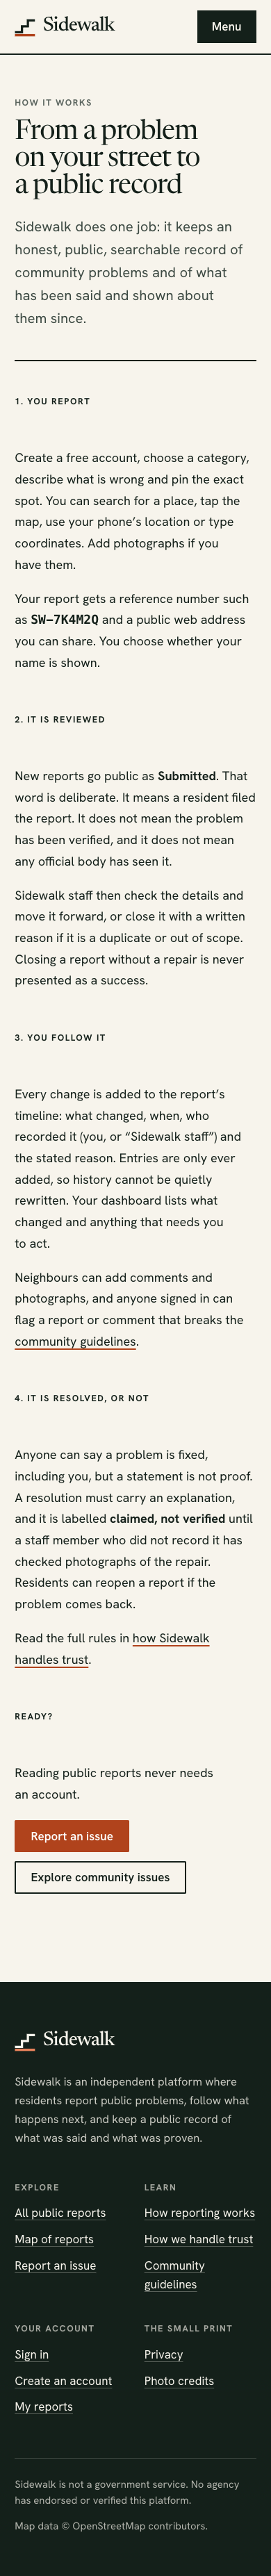 Sidewalk
Menu
HOW IT WORKS
From a problem
on your street to
a public record
Sidewalk does one job: it keeps an
honest, public, searchable record of
community problems and of what
has been said and shown about
them since.
1. YOU REPORT
Create a free account, choose a category,
describe what is wrong and pin the exact
spot. You can search for a place, tap the
map, use your phone’s location or type
coordinates. Add photographs if you
have them.
Your report gets a reference number such
as SW–7K4M2Q and a public web address
you can share. You choose whether your
name is shown.
2. IT IS REVIEWED
New reports go public as Submitted. That
word is deliberate. It means a resident filed
the report. It does not mean the problem
has been verified, and it does not mean
any official body has seen it.
Sidewalk staff then check the details and
move it forward, or close it with a written
reason if it is a duplicate or out of scope.
Closing a report without a repair is never
presented as a success.
3. YOU FOLLOW IT
Every change is added to the report’s
timeline: what changed, when, who
recorded it (you, or “Sidewalk staff”) and
the stated reason. Entries are only ever
added, so history cannot be quietly
rewritten. Your dashboard lists what
changed and anything that needs you
to act.
Neighbours can add comments and
photographs, and anyone signed in can
flag a report or comment that breaks the
community guidelines.
4. IT IS RESOLVED, OR NOT
Anyone can say a problem is fixed,
including you, but a statement is not proof.
A resolution must carry an explanation,
and it is labelled claimed, not verified until
a staff member who did not record it has
checked photographs of the repair.
Residents can reopen a report if the
problem comes back.
Read the full rules in how Sidewalk
handles trust.
READY?
Reading public reports never needs
an account.
Report an issue
Explore community issues
Sidewalk
Sidewalk is an independent platform where
residents report public problems, follow what
happens next, and keep a public record of
what was said and what was proven.
EXPLORE
All public reports
Map of reports
Report an issue
LEARN
How reporting works
How we handle trust
Community
guidelines
YOUR ACCOUNT
Sign in
Create an account
My reports
THE SMALL PRINT
Privacy
Photo credits
Sidewalk is not a government service. No agency
has endorsed or verified this platform.
Map data © OpenStreetMap contributors.